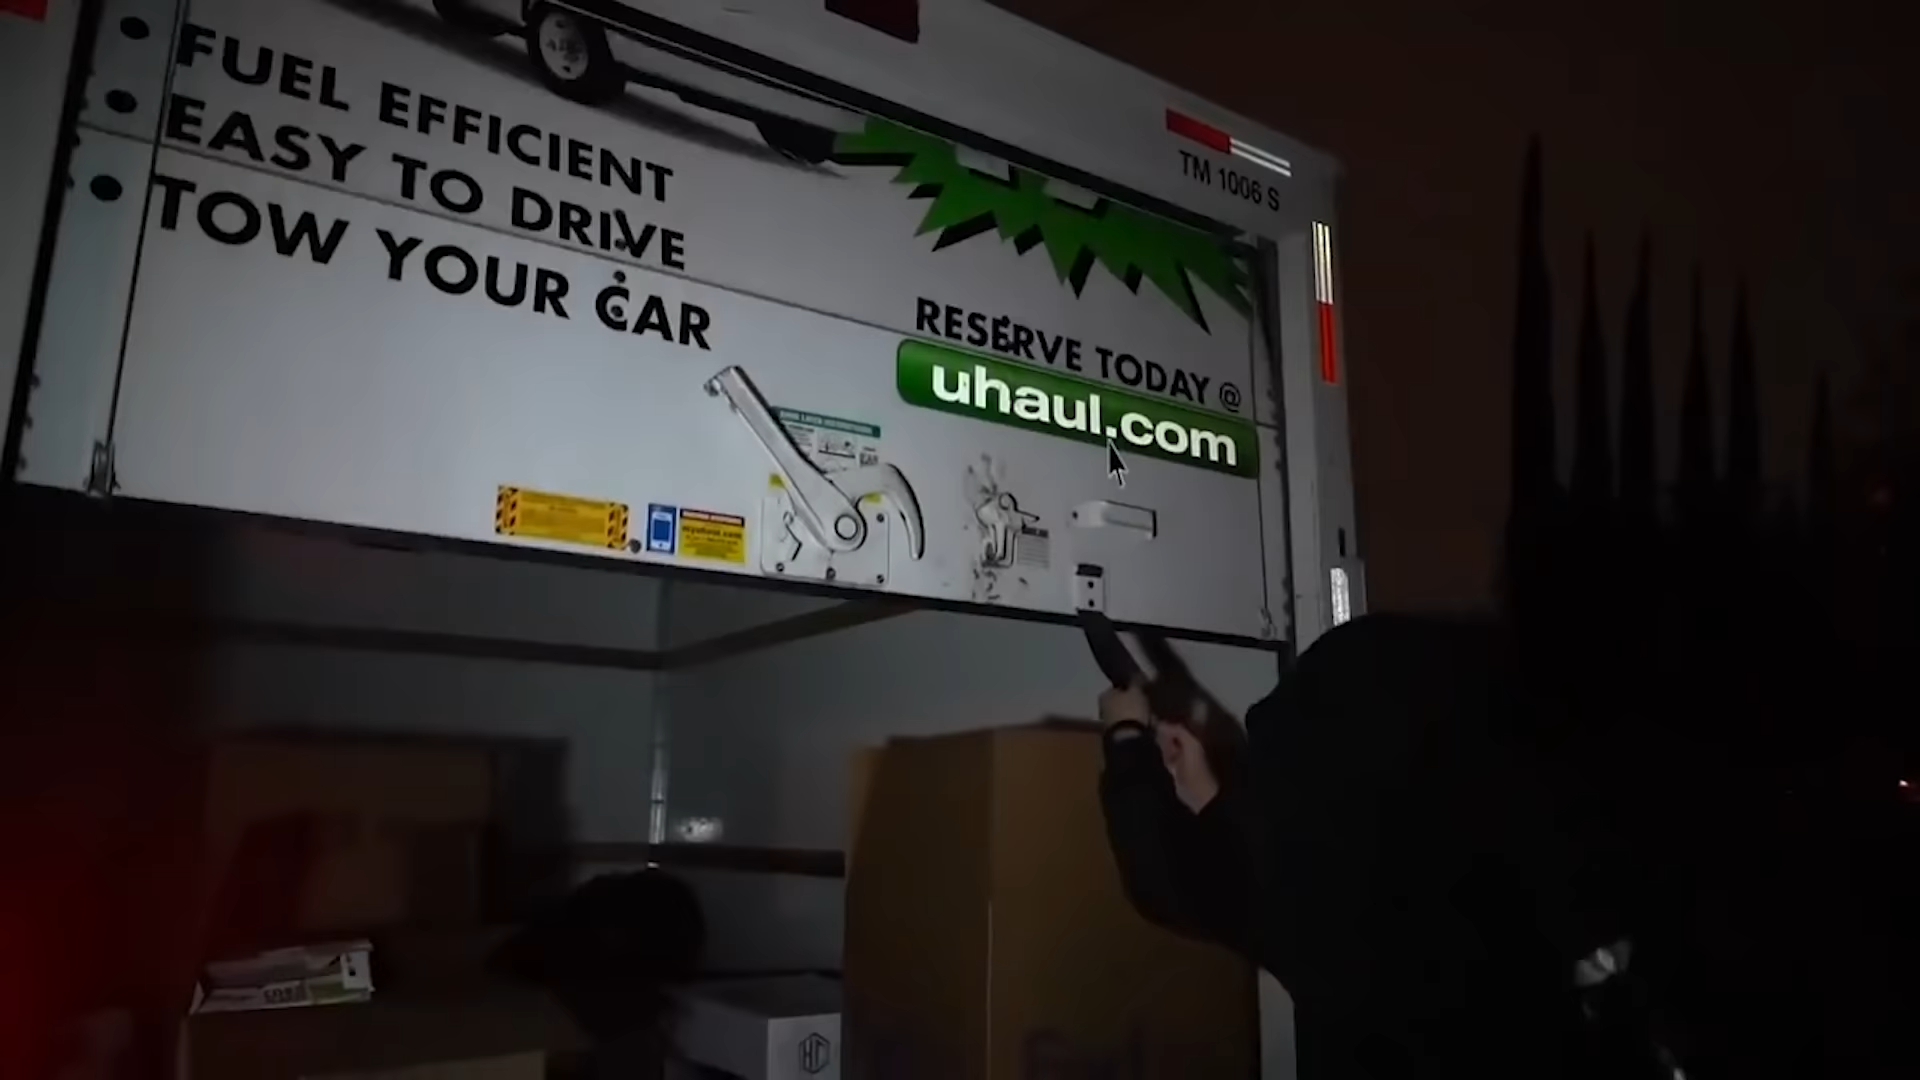 FUEL EFFICIENT
EASY TO DRIVE
TOW YOUR CAR
TM 1006 S
RESERVE TODAY @
uhaul.com